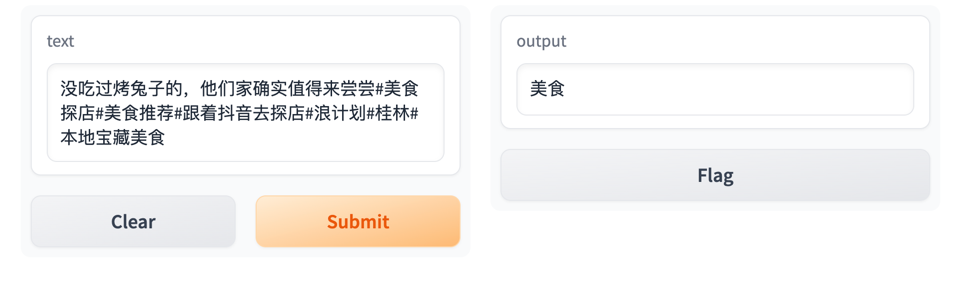 text
没吃过烤兔子的，他们家确实值得来尝尝#美食
探店#美食推荐#跟着抖音去探店#浪计划#桂林#
本地宝藏美食
Clear
Submit
output
美食
Flag